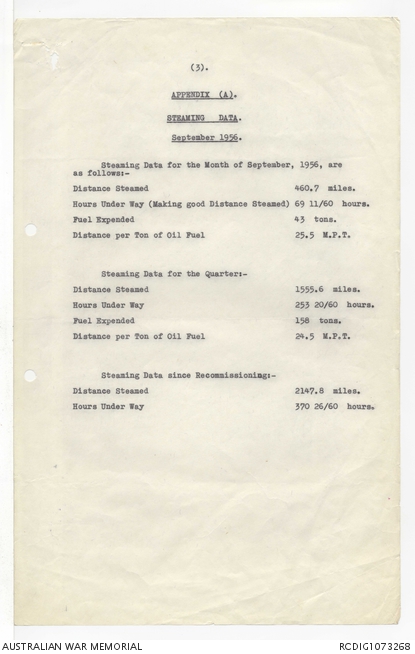 (3).
APPENDIX (A).
STEAMING DATA.
September 1956.
Steaming Data for the Month of September, 1956, are
as follows:-
Distance Steamed 460.7 miles.
Hours Under Way (Making good Distance Steamed) 69 11/60 hours.
Fuel Expended 43 tons.
Distance per Ton of Oil Fuel 25.5 M.P.T.
Steaming Data for the Quarter:-
Distance Steamed 1555.6 miles.
Hours Under Way 253 20/60 hours.
Fuel Expended 158 tons.
Distance per Ton of Oil Fuel 24.5 M.P.T.
Steaming Data since Recommissioning:-
Distance Steamed 2147.8 miles.
Hours Under Way 370 26/60 hours.
AUSTRALIAN WAR MEMORIAL RCDIG1073268